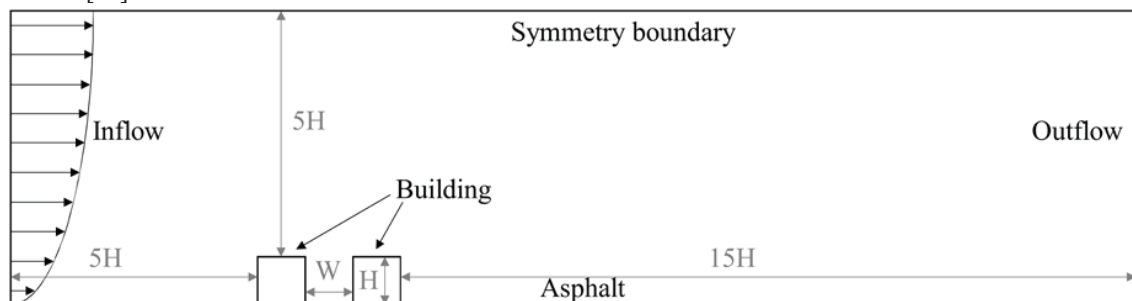 Symmetry boundary
5H
Inflow
Outflow
Building
5H
W
H
15H
Asphalt